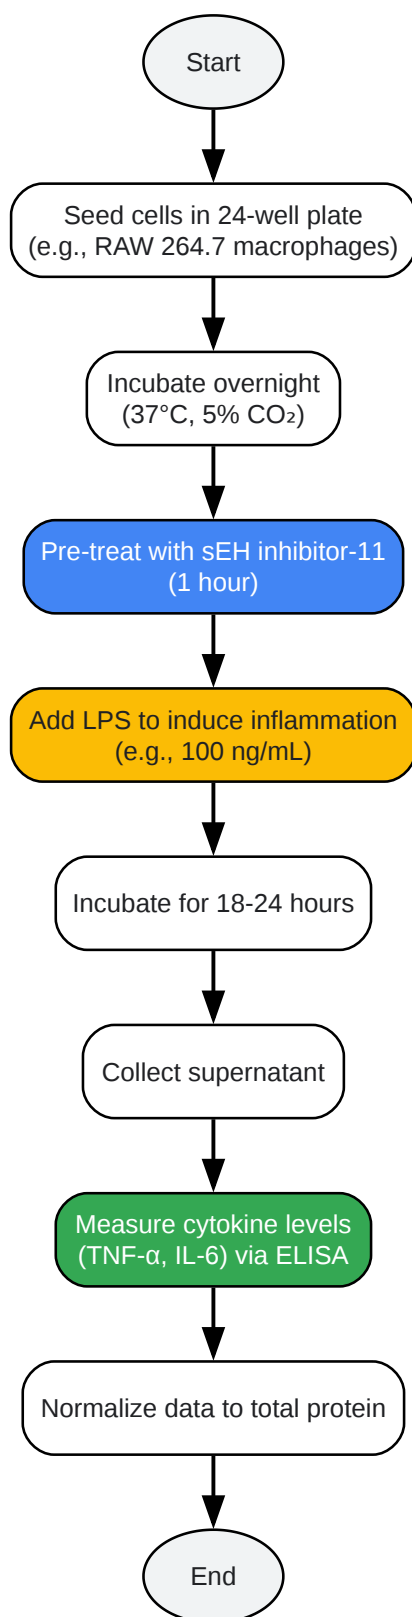 Start
Seed cells in 24-well plate
(e.g., RAW 264.7 macrophages)
Incubate overnight
(37°C, 5% CO₂)
Pre-treat with sEH inhibitor-11
(1 hour)
Add LPS to induce inflammation
(e.g., 100 ng/mL)
Incubate for 18-24 hours
Collect supernatant
Measure cytokine levels
(TNF-α, IL-6) via ELISA
Normalize data to total protein
End